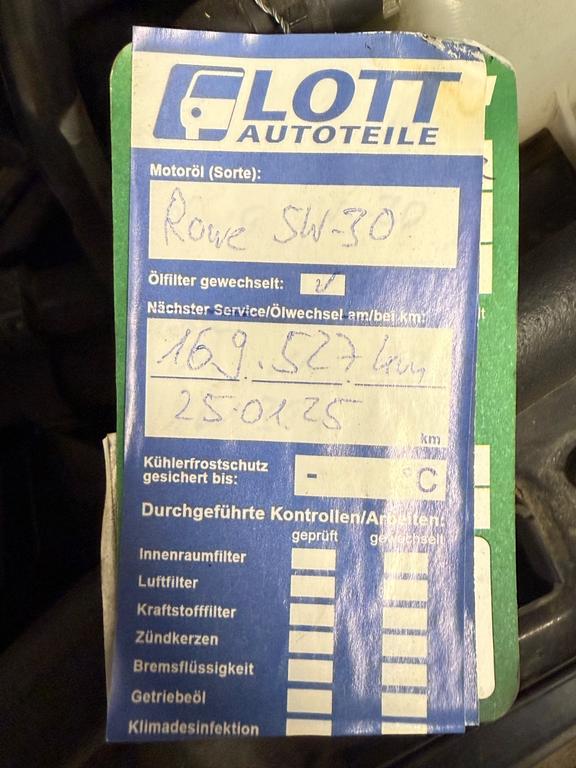 LOTT
AUTOTEILE
Motoröl (Sorte):
Rowe 5W-30
Ölfilter gewechselt: ✓
Nächster Service/Ölwechsel am/bei km:
169.527 km
25.01.25
km
Kühlerfrostschutz
gesichert bis: - °C
Durchgeführte Kontrollen/Arbeiten:
geprüft gewechselt
Innenraumfilter
Luftfilter
Kraftstofffilter
Zündkerzen
Bremsflüssigkeit
Getriebeöl
Klimadesinfektion